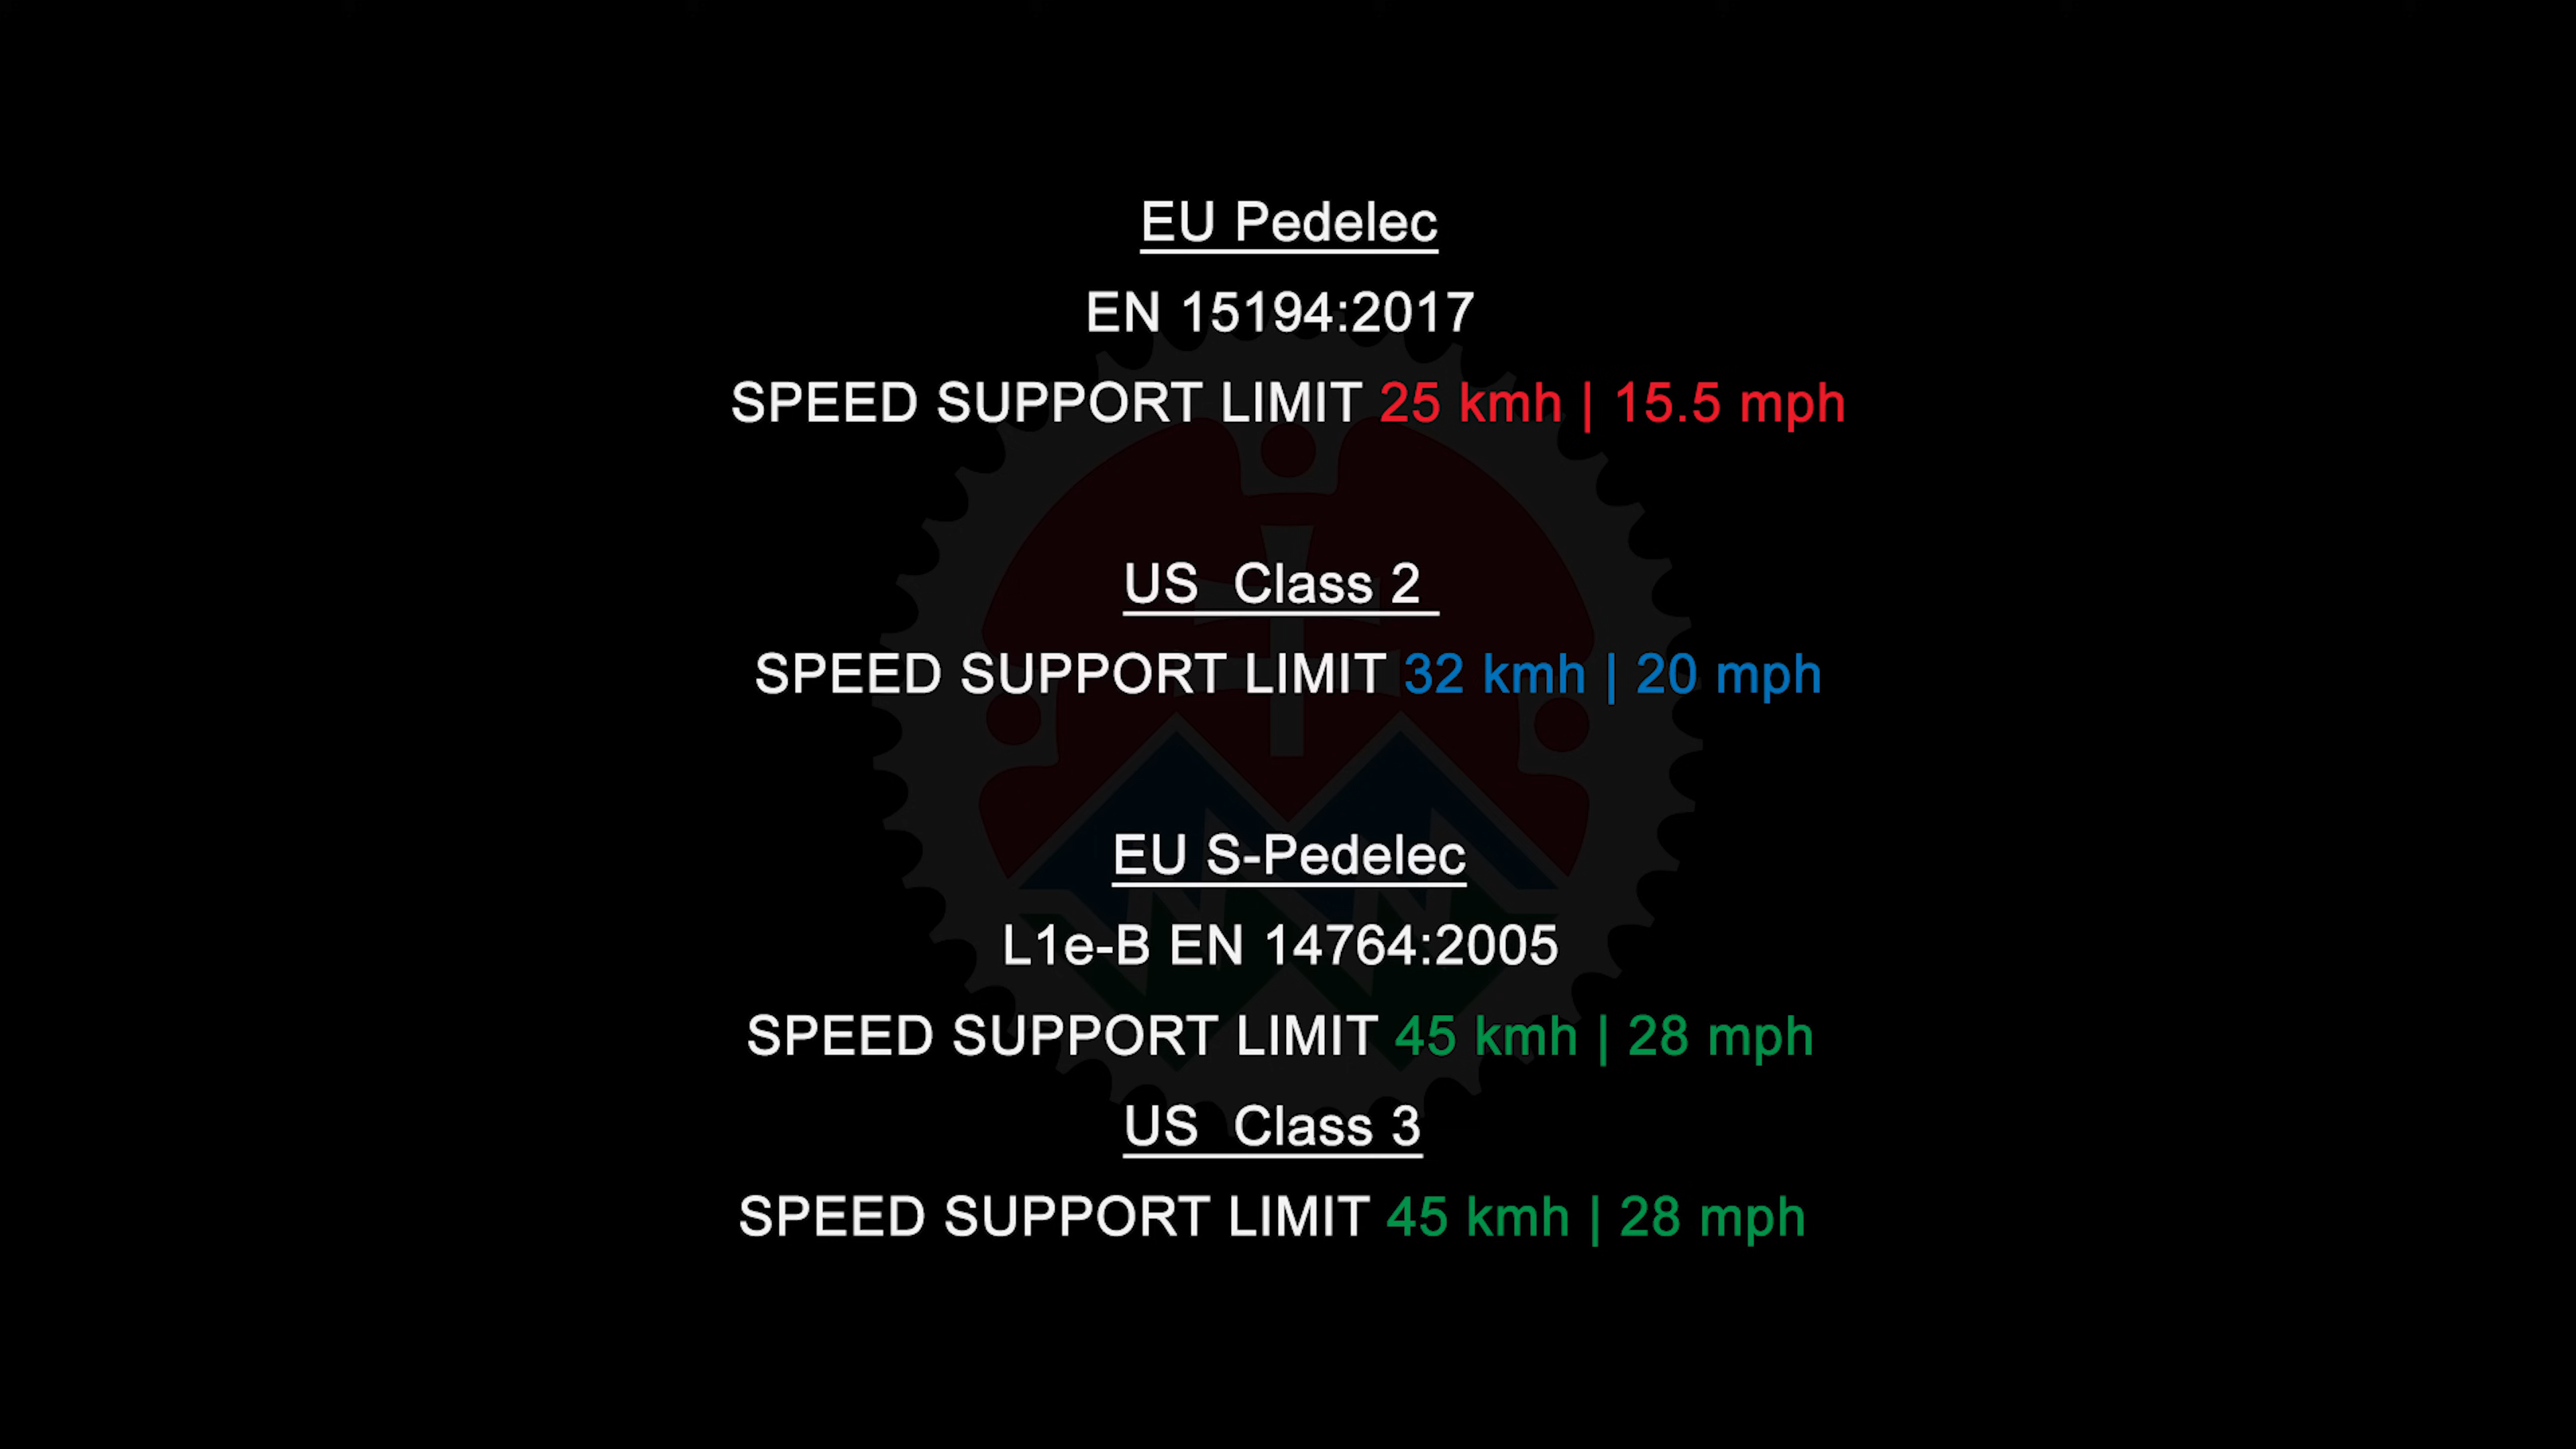 EU Pedelec
EN 15194:2017
SPEED SUPPORT LIMIT 25 kmh | 15.5 mph
US Class 2
SPEED SUPPORT LIMIT 32 kmh | 20 mph
EU S-Pedelec
L1e-B EN 14764:2005
SPEED SUPPORT LIMIT 45 kmh | 28 mph
US Class 3
SPEED SUPPORT LIMIT 45 kmh | 28 mph